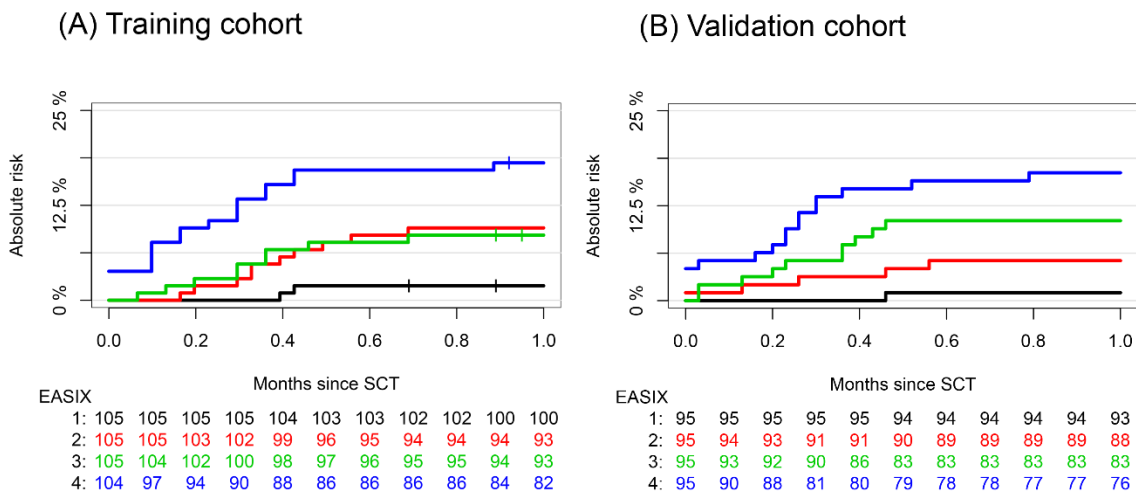 (A) Training cohort
(B) Validation cohort
Absolute risk
25 %
12.5 %
0 %
0.0 0.2 0.4 0.6 0.8 1.0
Months since SCT
EASIX
1: 105 105 105 105 104 103 103 102 102 100 100
2: 105 105 103 102 99 96 95 94 94 94 93
3: 105 104 102 100 98 97 96 95 95 94 93
4: 104 97 94 90 88 86 86 86 86 84 82
Absolute risk
25 %
12.5 %
0 %
0.0 0.2 0.4 0.6 0.8 1.0
Months since SCT
EASIX
1: 95 95 95 95 95 94 94 94 94 94 93
2: 95 94 93 91 91 90 89 89 89 89 88
3: 95 93 92 90 86 83 83 83 83 83 83
4: 95 90 88 81 80 79 78 78 77 77 76